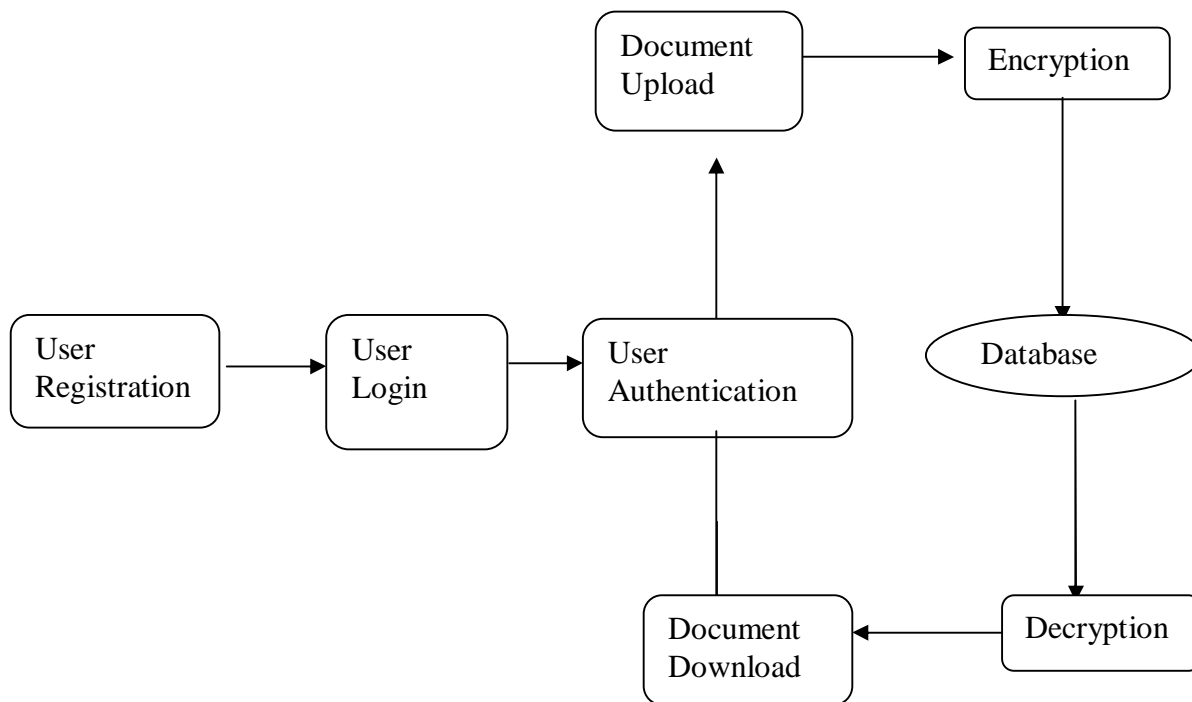 Document
Upload
Encryption
User
Registration
User
Login
User
Authentication
Database
Document
Download
Decryption